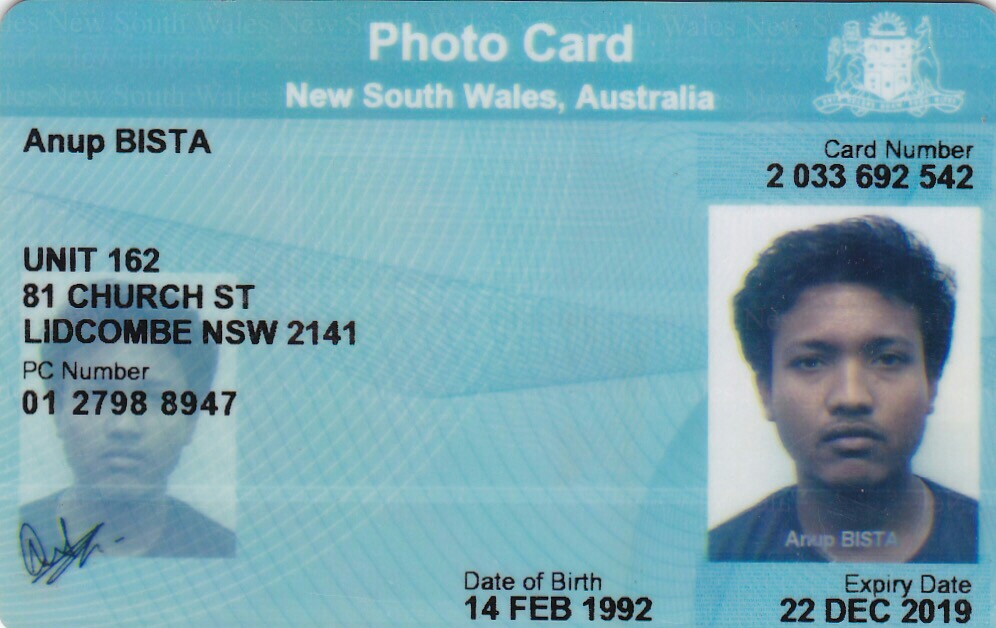 Photo Card
New South Wales, Australia
Anup BISTA
Card Number
2 033 692 542
UNIT 162
81 CHURCH ST
LIDCOMBE NSW 2141
PC Number
01 2798 8947
Anup BISTA
Date of Birth
14 FEB 1992
Expiry Date
22 DEC 2019